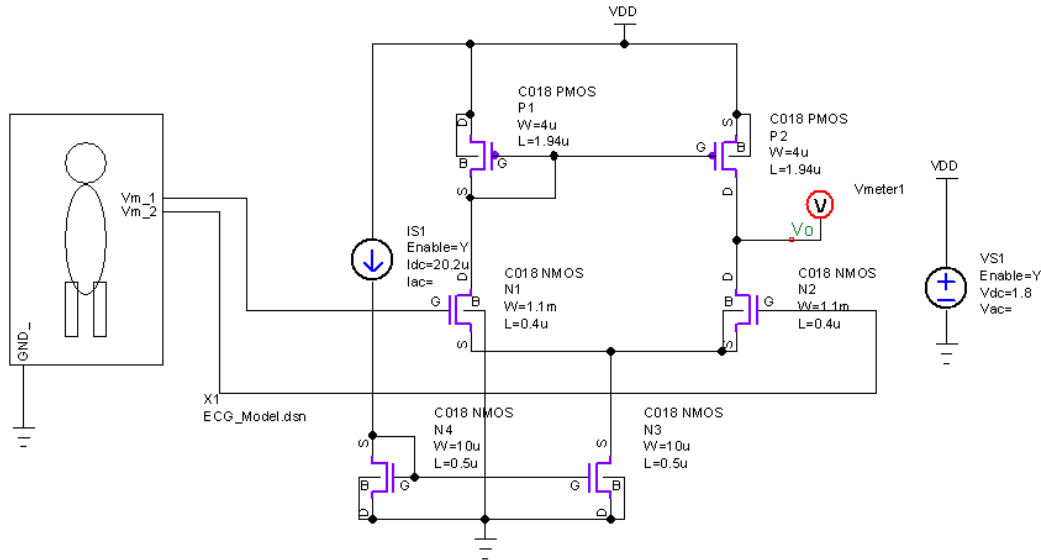 VDD
C018 PMOS
P1
W=4u
L=1.94u
C018 PMOS
P2
W=4u
L=1.94u
D
B
G
S
S
G
B
D
Vm_1
Vm_2
GND_
X1
ECG_Model.dsn
IS1
Enable=Y
Idc=20.2u
Iac=
Vmeter1
V
Vo
VDD
VS1
Enable=Y
Vdc=1.8
Vac=
C018 NMOS
N1
W=1.1m
L=0.4u
D
G
B
S
C018 NMOS
N2
W=1.1m
L=0.4u
D
B
G
S
C018 NMOS
N4
W=10u
L=0.5u
S
B
G
D
C018 NMOS
N3
W=10u
L=0.5u
S
G
B
D